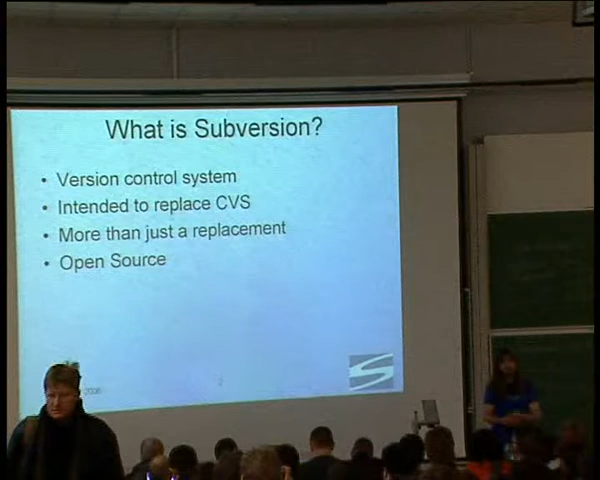 What is Subversion?
• Version control system
• Intended to replace CVS
• More than just a replacement
• Open Source